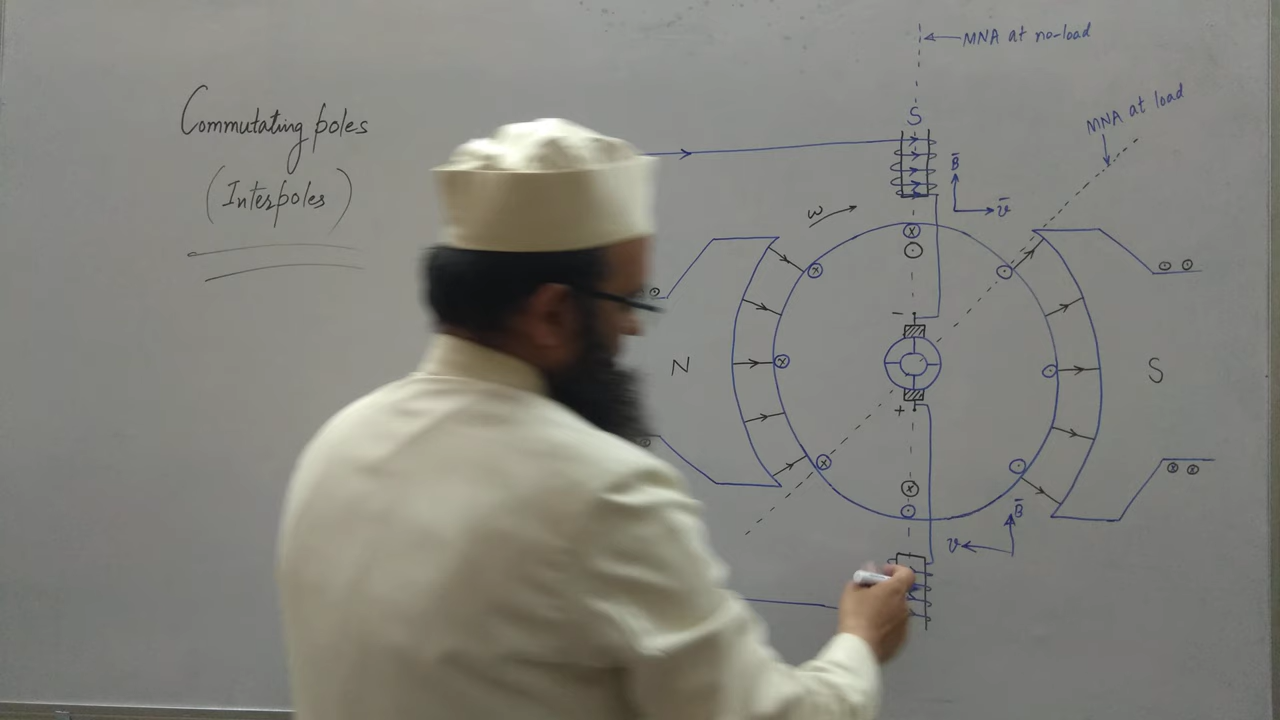 MNA at no-load
MNA at load
Commutating poles
(Interpoles)
S
B̄
v̄
ω
N
S
-
+
B̄
v